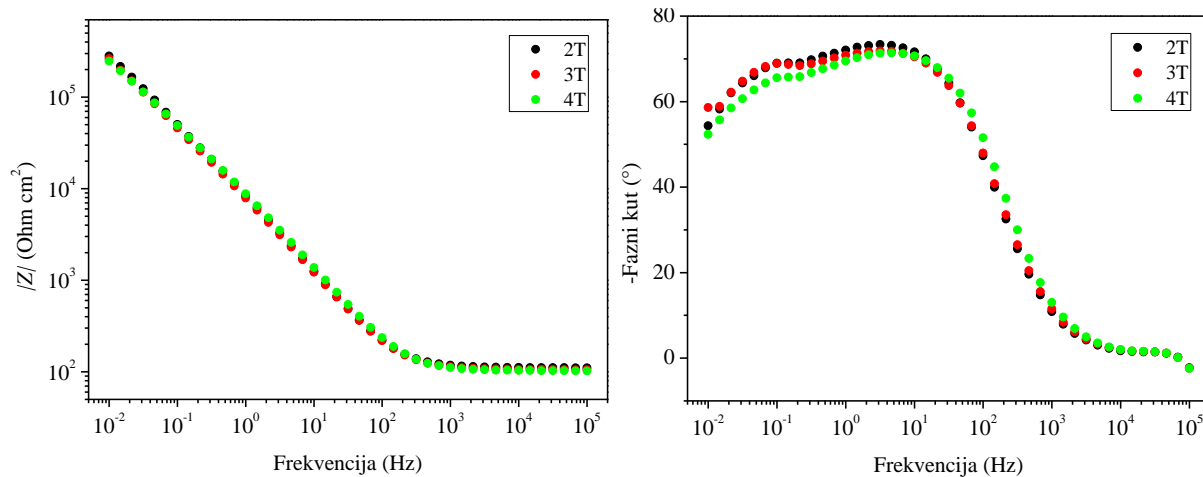 /Z/ (Ohm cm²)
10⁵
10⁴
10³
10²
2T
3T
4T
10⁻² 10⁻¹ 10⁰ 10¹ 10² 10³ 10⁴ 10⁵
Frekvencija (Hz)
-Fazni kut (°)
80
60
40
20
0
2T
3T
4T
10⁻² 10⁻¹ 10⁰ 10¹ 10² 10³ 10⁴ 10⁵
Frekvencija (Hz)